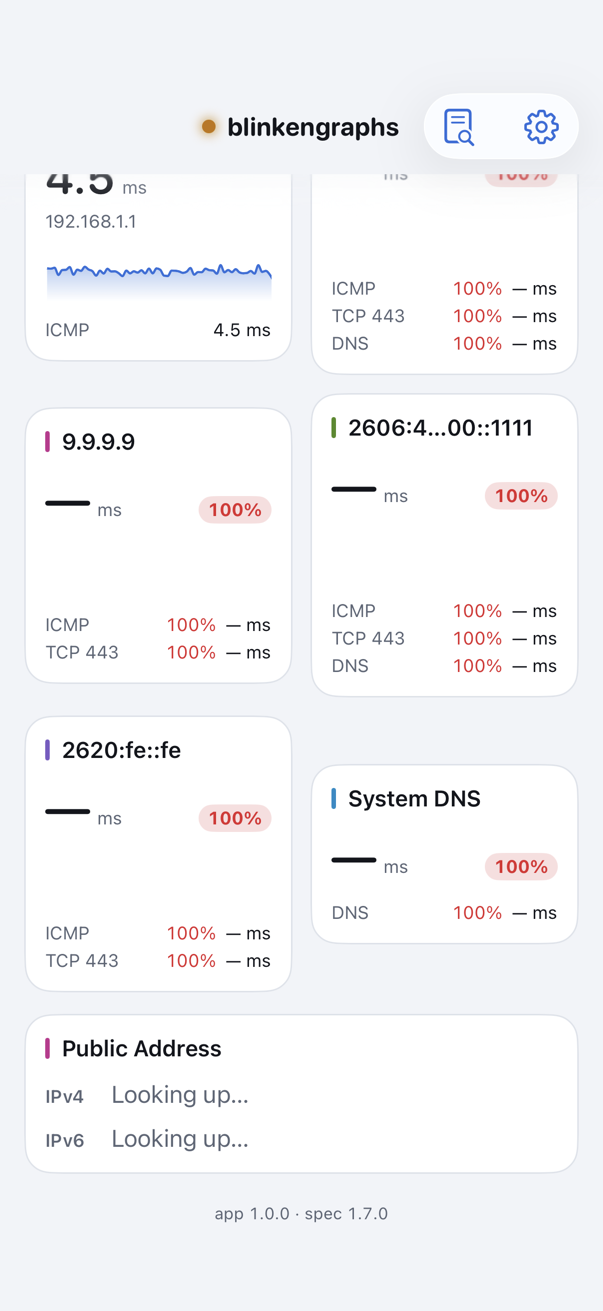 blinkengraphs
4.5 ms
192.168.1.1
ICMP 4.5 ms
ms 100%
ICMP 100% — ms
TCP 443 100% — ms
DNS 100% — ms
9.9.9.9
— ms 100%
ICMP 100% — ms
TCP 443 100% — ms
2606:4...00::1111
— ms 100%
ICMP 100% — ms
TCP 443 100% — ms
DNS 100% — ms
2620:fe::fe
— ms 100%
ICMP 100% — ms
TCP 443 100% — ms
System DNS
— ms 100%
DNS 100% — ms
Public Address
IPv4 Looking up...
IPv6 Looking up...
app 1.0.0 · spec 1.7.0